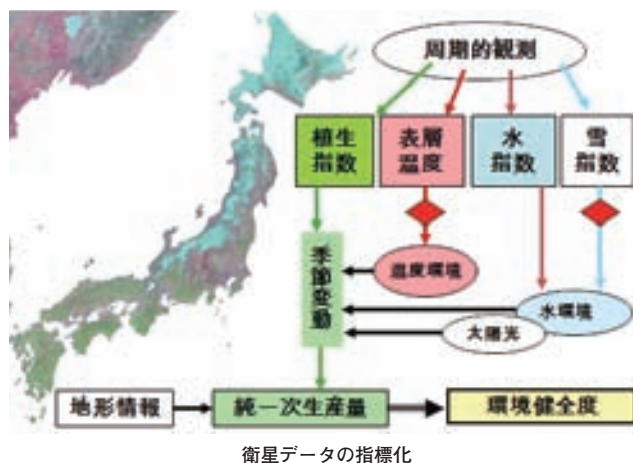 周期的観測
植生
指数
表層
温度
水
指数
雪
指数
季節変動
温度環境
水環境
太陽光
地形情報
純一次生産量
環境健全度
衛星データの指標化